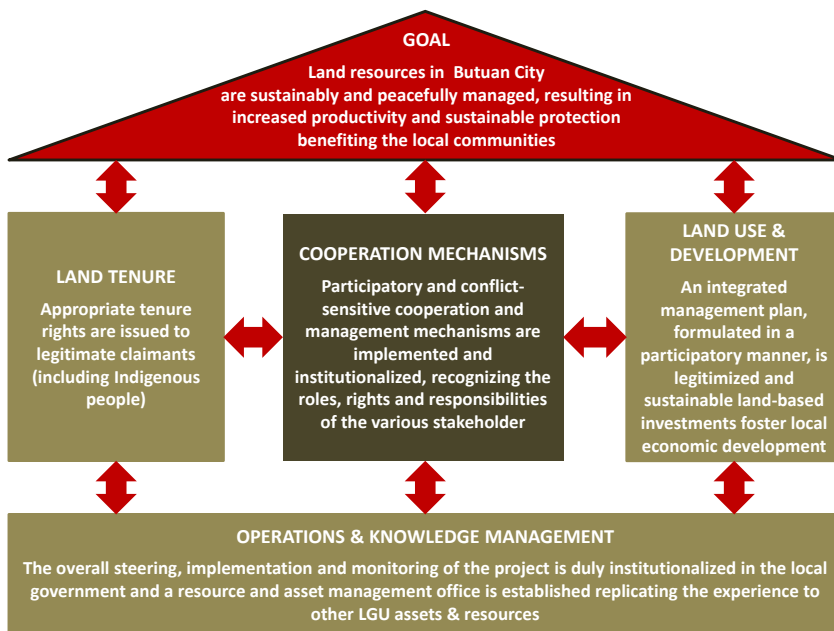 GOAL
Land resources in Butuan City
are sustainably and peacefully managed, resulting in
increased productivity and sustainable protection
benefiting the local communities
LAND TENURE
Appropriate tenure
rights are issued to
legitimate claimants
(including Indigenous
people)
COOPERATION MECHANISMS
Participatory and conflict-
sensitive cooperation and
management mechanisms are
implemented and
institutionalized, recognizing the
roles, rights and responsibilities
of the various stakeholder
LAND USE &
DEVELOPMENT
An integrated
management plan,
formulated in a
participatory manner, is
legitimized and
sustainable land-based
investments foster local
economic development
OPERATIONS & KNOWLEDGE MANAGEMENT
The overall steering, implementation and monitoring of the project is duly institutionalized in the local
government and a resource and asset management office is established replicating the experience to
other LGU assets & resources